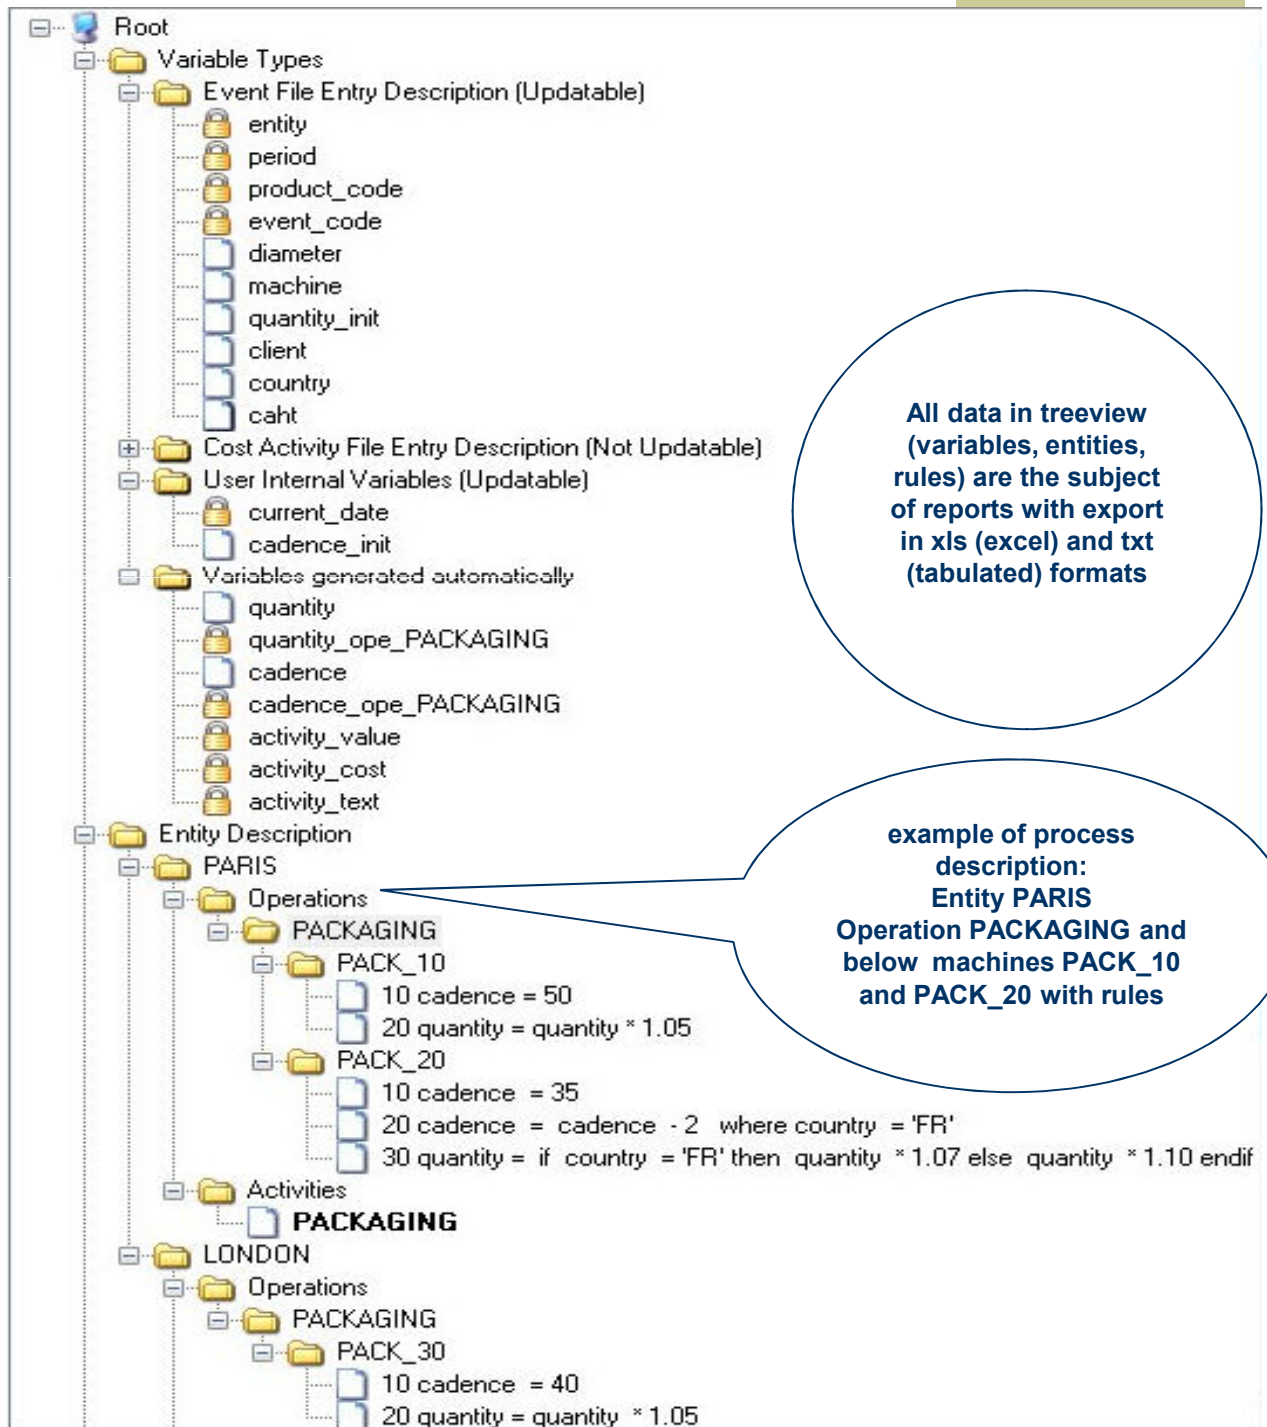 Root
Variable Types
Event File Entry Description (Updatable)
entity
period
product_code
event_code
diameter
machine
quantity_init
client
country
caht
Cost Activity File Entry Description (Not Updatable)
User Internal Variables (Updatable)
current_date
cadence_init
Variables generated automatically
quantity
quantity_ope_PACKAGING
cadence
cadence_ope_PACKAGING
activity_value
activity_cost
activity_text
Entity Description
PARIS
Operations
PACKAGING
PACK_10
10 cadence = 50
20 quantity = quantity * 1.05
PACK_20
10 cadence = 35
20 cadence = cadence - 2 where country = 'FR'
30 quantity = if country = 'FR' then quantity * 1.07 else quantity * 1.10 endif
Activities
PACKAGING
LONDON
Operations
PACKAGING
PACK_30
10 cadence = 40
20 quantity = quantity * 1.05
All data in treeview
(variables, entities,
rules) are the subject
of reports with export
in xls (excel) and txt
(tabulated) formats
example of process
description:
Entity PARIS
Operation PACKAGING and
below machines PACK_10
and PACK_20 with rules